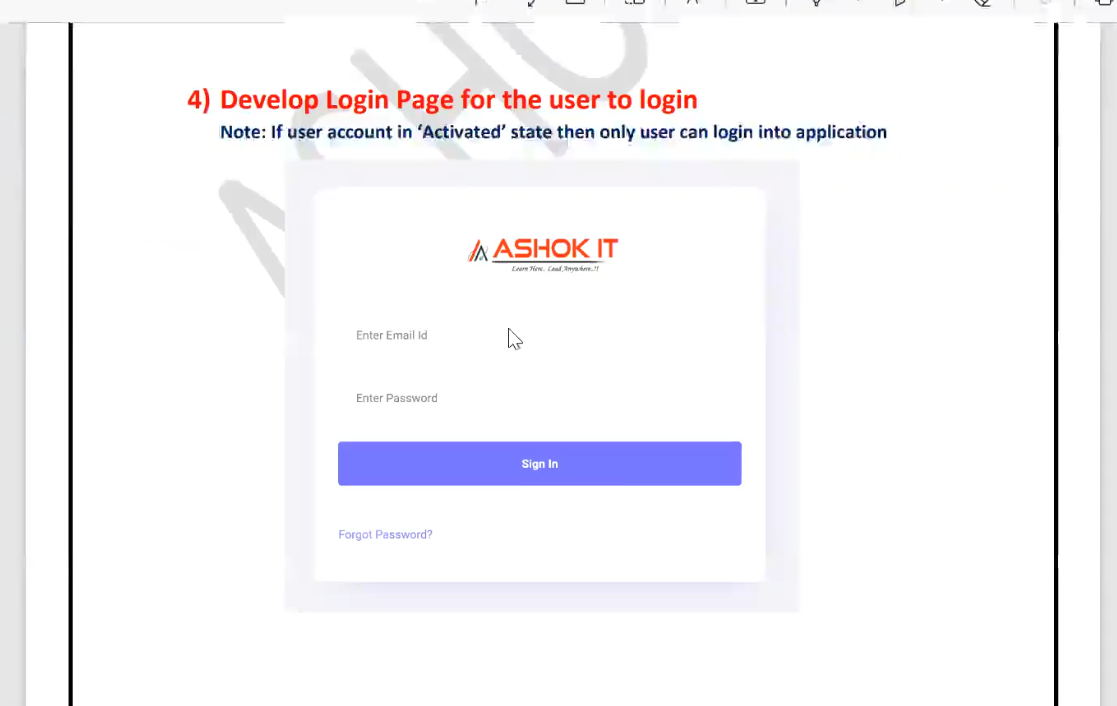 ASHO
4) Develop Login Page for the user to login
Note: If user account in ‘Activated’ state then only user can login into application
ASHOK IT
Learn Here.. Lead Anywhere..!!
Enter Email Id
Enter Password
Sign In
Forgot Password?